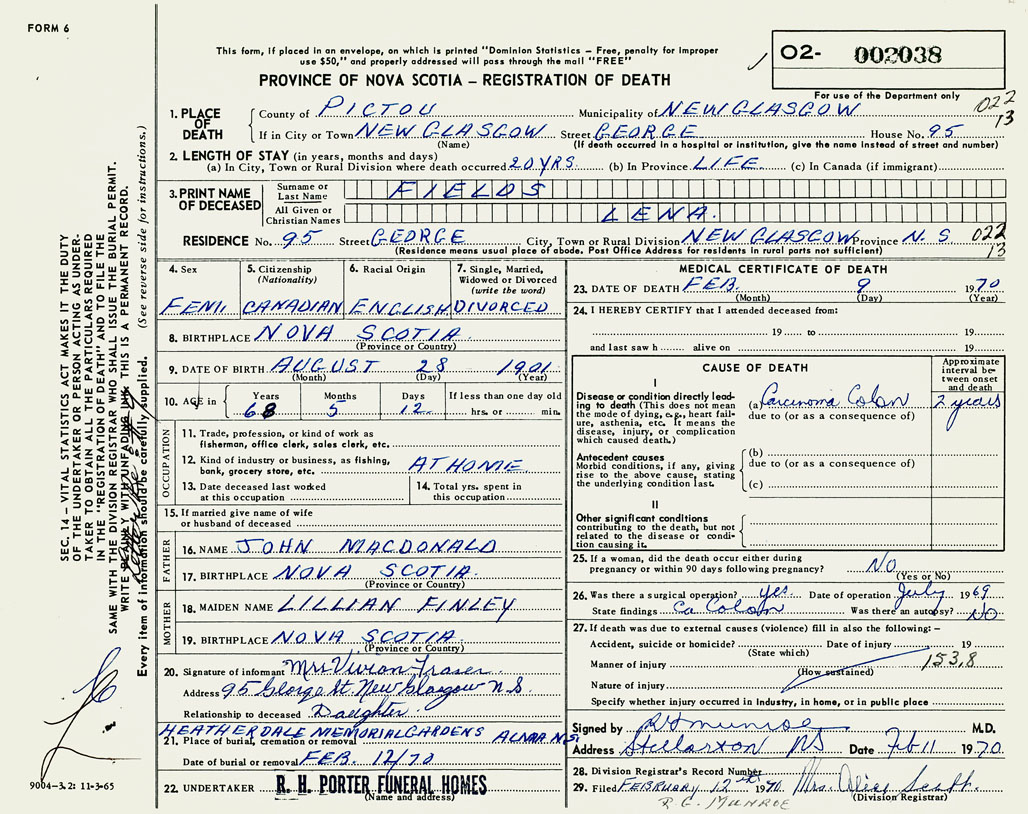 FORM 6
This form, if placed in an envelope, on which is printed "Dominion Statistics – Free, penalty for improper
use $50," and properly addressed will pass through the mail "FREE"
PROVINCE OF NOVA SCOTIA – REGISTRATION OF DEATH
02- 002038
For use of the Department only
022
13
1. PLACE OF DEATH
County of PICTOU Municipality of NEW GLASGOW
If in City or Town NEW GLASGOW Street GEORGE House No. 95
(Name) (If death occurred in a hospital or institution, give the name instead of street and number)
2. LENGTH OF STAY (in years, months and days)
(a) In City, Town or Rural Division where death occurred 20 YRS. (b) In Province LIFE (c) In Canada (if immigrant)
3. PRINT NAME OF DECEASED
Surname or Last Name FIELDS
All Given or Christian Names LENA.
RESIDENCE No. 95 Street GEORGE City, Town or Rural Division NEW GLASGOW Province N. S 022
(Residence means usual place of abode. Post Office Address for residents in rural parts not sufficient) 13
4. Sex 5. Citizenship (Nationality) 6. Racial Origin 7. Single, Married, Widowed or Divorced (write the word)
FEM. CANADIAN ENGLISH DIVORCED
8. BIRTHPLACE NOVA SCOTIA
(Province or Country)
9. DATE OF BIRTH AUGUST 28 1901
(Month) (Day) (Year)
10. AGE in Years Months Days If less than one day old
68 5 12 hrs. or min.
OCCUPATION
11. Trade, profession, or kind of work as
fisherman, office clerk, sales clerk, etc.
12. Kind of industry or business, as fishing,
bank, grocery store, etc. AT HOME
13. Date deceased last worked
at this occupation
14. Total yrs. spent in
this occupation
15. If married give name of wife
or husband of deceased
FATHER
16. NAME JOHN MACDONALD
17. BIRTHPLACE NOVA SCOTIA.
(Province or Country)
MOTHER
18. MAIDEN NAME LILLIAN FINLEY
19. BIRTHPLACE NOVA SCOTIA
(Province or Country)
20. Signature of informant Mrs Vivian Fraser
Address 95 George St. New Glasgow N.S.
Relationship to deceased Daughter.
HEATHERDALE MEMORIAL GARDENS ALMA N.S.
21. Place of burial, cremation or removal
Date of burial or removal FEB. 12/70
22. UNDERTAKER R. H. PORTER FUNERAL HOMES
(Name and address)
MEDICAL CERTIFICATE OF DEATH
23. DATE OF DEATH FEB. 9 1970
(Month) (Day) (Year)
24. I HEREBY CERTIFY that I attended deceased from:
19 to 19
and last saw h alive on 19
CAUSE OF DEATH
Approximate interval between onset and death
I
Disease or condition directly leading to death (This does not mean the mode of dying, e.g., heart failure, asthenia, etc. It means the disease, injury, or complication which caused death.)
(a) Carcinoma Colon 2 years
due to (or as a consequence of)
Antecedent causes
Morbid conditions, if any, giving rise to the above cause, stating the underlying condition last.
(b)
due to (or as a consequence of)
(c)
II
Other significant conditions
contributing to the death, but not related to the disease or condition causing it.
25. If a woman, did the death occur either during
pregnancy or within 90 days following pregnancy? NO
(Yes or No)
26. Was there a surgical operation? yes Date of operation July 1969
State findings Ca Colon Was there an autopsy? No
27. If death was due to external causes (violence) fill in also the following: –
Accident, suicide or homicide? Date of injury 19
(State which)
Manner of injury 153,8
(How sustained)
Nature of injury
Specify whether injury occurred in industry, in home, or in public place
Signed by R G Munroe M.D.
Address Stellarton NS Date Feb 11 1970
28. Division Registrar's Record Number
29. Filed FEBRUARY 12th 1970 Mrs. Alice Scott
(Division Registrar)
R G. MUNROE
SEC. 14 – VITAL STATISTICS ACT MAKES IT THE DUTY
OF THE UNDERTAKER OR PERSON ACTING AS UNDER-
TAKER TO OBTAIN ALL THE PARTICULARS REQUIRED
IN THE "REGISTRATION OF DEATH" AND TO FILE THE
SAME WITH THE DIVISION REGISTRAR WHO SHALL ISSUE THE BURIAL PERMIT.
WRITE PLAINLY WITH UNFADING INK THIS IS A PERMANENT RECORD.
Every item of information should be carefully supplied. (See reverse side for instructions.)
9004-3.2: 11-3-65